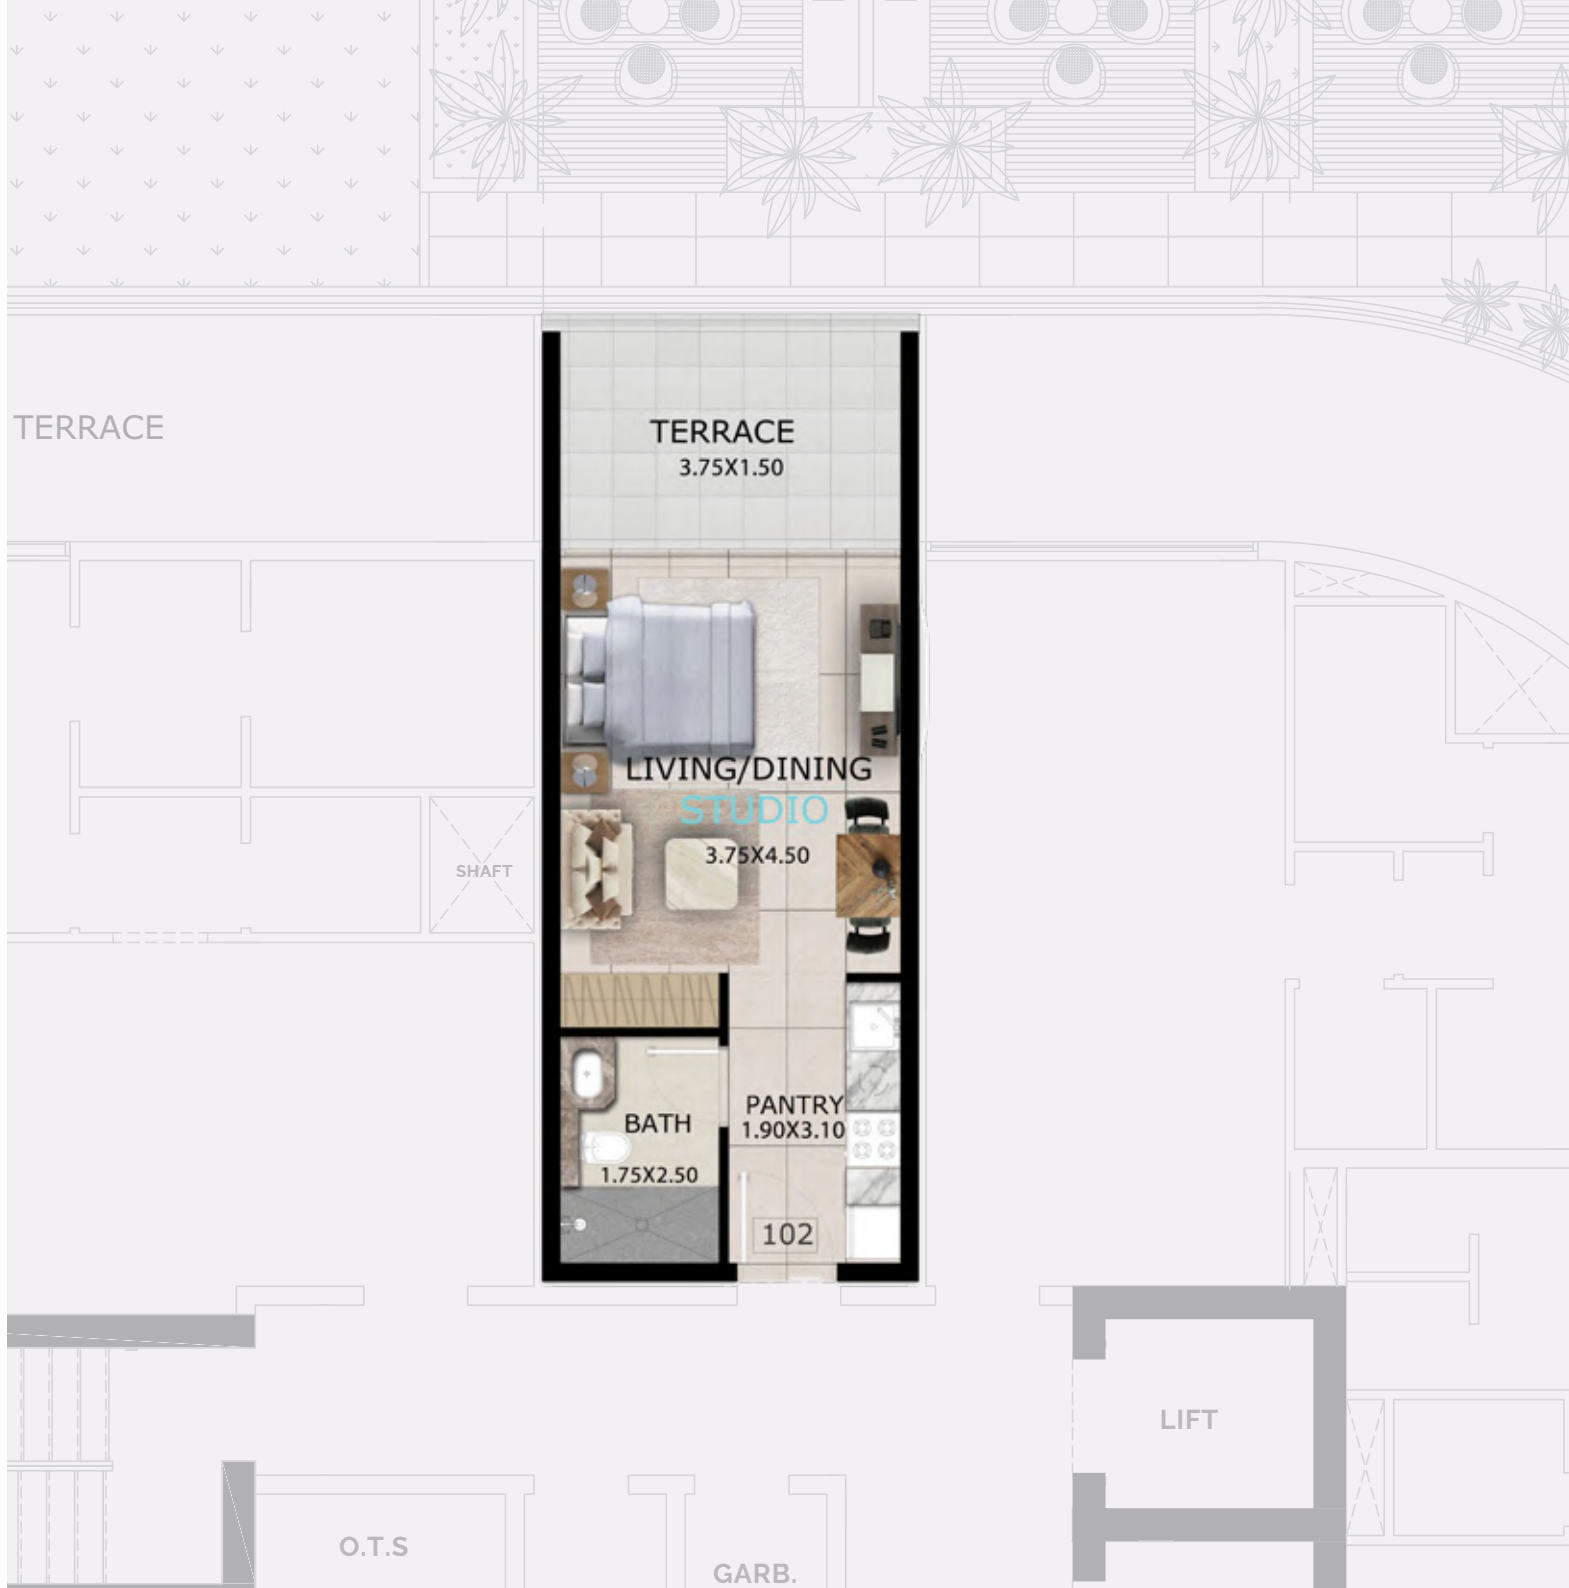 TERRACE
TERRACE
3.75X1.50
LIVING/DINING
STUDIO
3.75X4.50
SHAFT
PANTRY
1.90X3.10
BATH
1.75X2.50
102
LIFT
O.T.S
GARB.